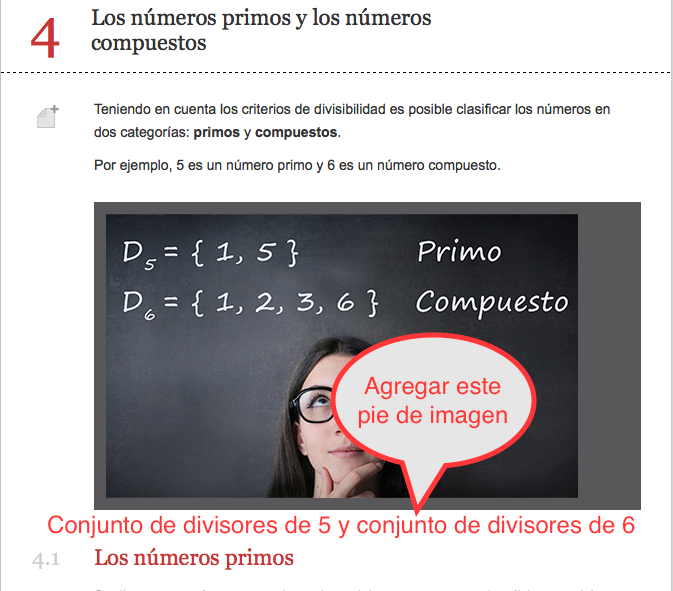 4
Los números primos y los números
compuestos
Teniendo en cuenta los criterios de divisibilidad es posible clasificar los números en
dos categorías: primos y compuestos.
Por ejemplo, 5 es un número primo y 6 es un número compuesto.
D₅ = { 1, 5 } Primo
D₆ = { 1, 2, 3, 6 } Compuesto
Agregar este
pie de imagen
Conjunto de divisores de 5 y conjunto de divisores de 6
4.1 Los números primos